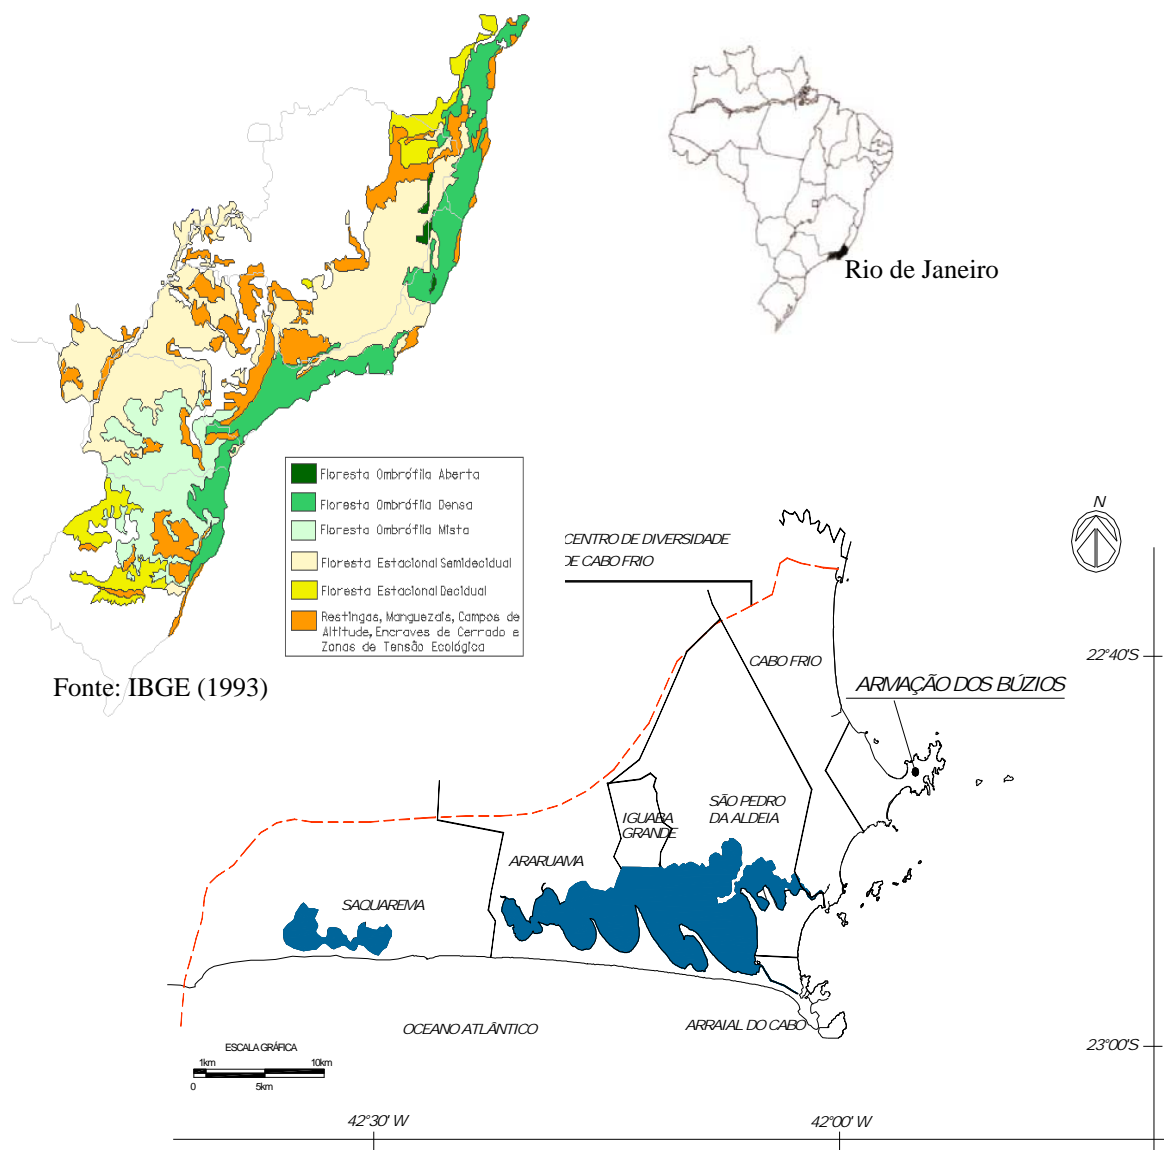 Rio de Janeiro
Floresta Ombrófila Aberta
Floresta Ombrófila Densa
Floresta Ombrófila Mista
Floresta Estacional Semidecidual
Floresta Estacional Decidual
Restingas, Manguezais, Campos de
Altitude, Encraves de Cerrado e
Zonas de Tensão Ecológica
Fonte: IBGE (1993)
N
CENTRO DE DIVERSIDADE
DE CABO FRIO
CABO FRIO
22°40'S
ARMAÇÃO DOS BÚZIOS
SÃO PEDRO
DA ALDEIA
IGUABA
GRANDE
ARARUAMA
SAQUAREMA
OCEANO ATLÂNTICO
ARRAIAL DO CABO
23°00'S
ESCALA GRÁFICA
1km 10km
0 5km
42°30' W
42°00' W